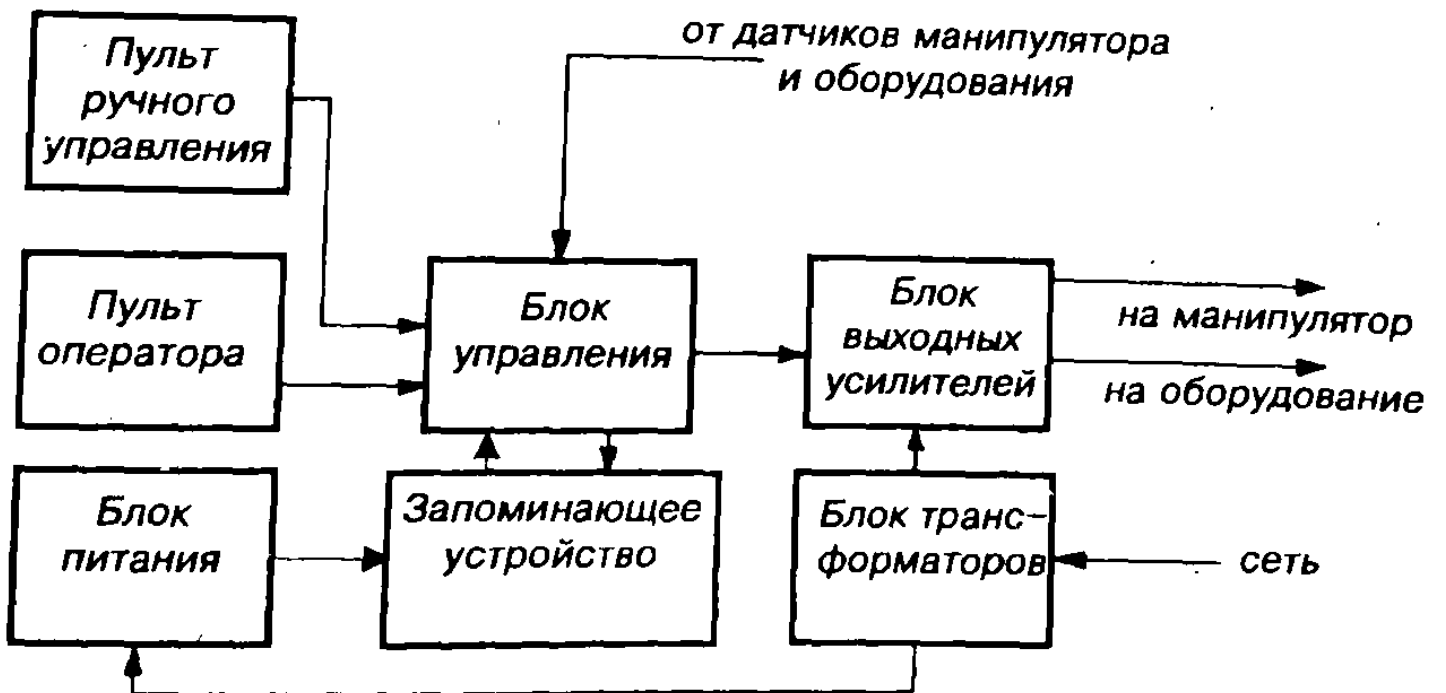 Пульт
ручного
управления
от датчиков манипулятора
и оборудования
Пульт
оператора
Блок
управления
Блок
выходных
усилителей
на манипулятор
на оборудование
Блок
питания
Запоминающее
устройство
Блок транс-
форматоров
сеть